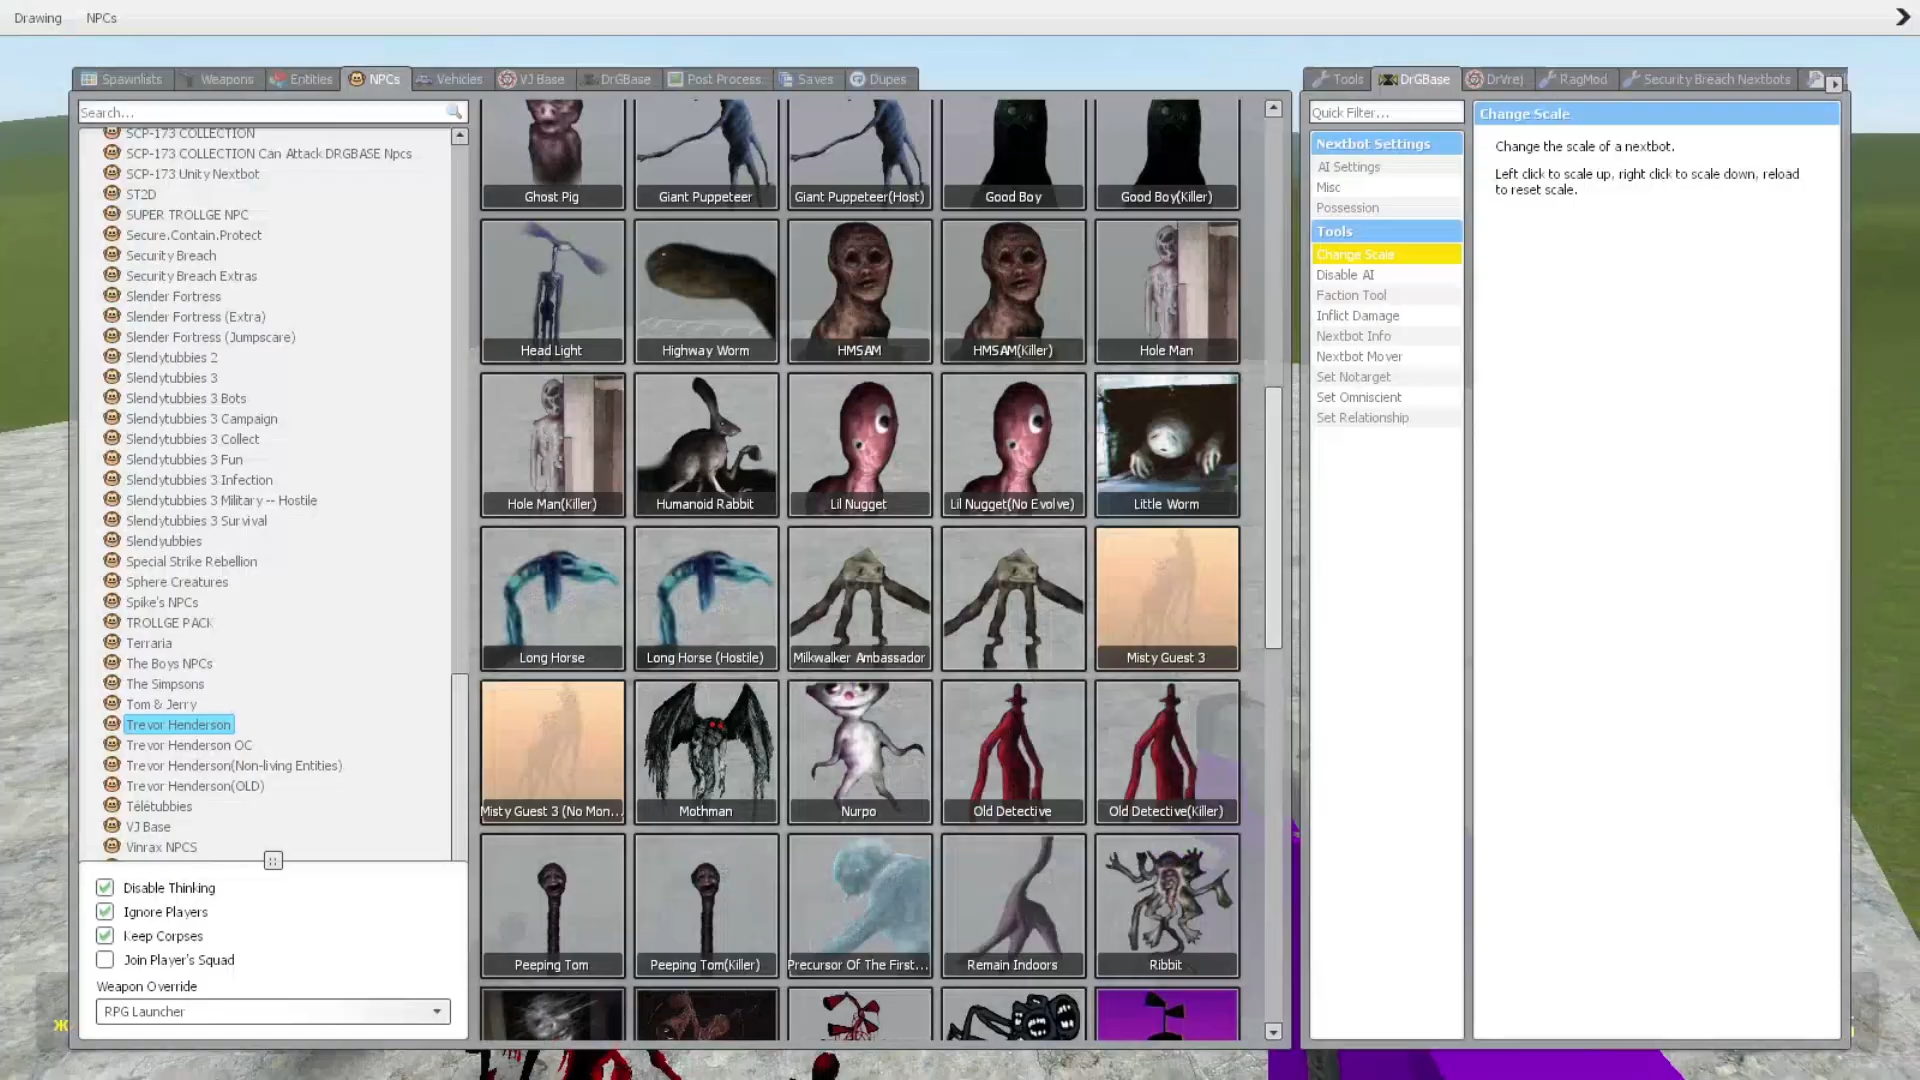 Drawing NPCs
Spawnlists Weapons Entities NPCs Vehicles VJ Base DrGBase Post Process Saves Dupes
Search...
SCP-173 COLLECTION
SCP-173 COLLECTION Can Attack DRGBASE Npcs
SCP-173 Unity Nextbot
ST2D
SUPER TROLLGE NPC
Secure.Contain.Protect
Security Breach
Security Breach Extras
Slender Fortress
Slender Fortress (Extra)
Slender Fortress (Jumpscare)
Slendytubbies 2
Slendytubbies 3
Slendytubbies 3 Bots
Slendytubbies 3 Campaign
Slendytubbies 3 Collect
Slendytubbies 3 Fun
Slendytubbies 3 Infection
Slendytubbies 3 Military -- Hostile
Slendytubbies 3 Survival
Slendyubbies
Special Strike Rebellion
Sphere Creatures
Spike's NPCs
TROLLGE PACK
Terraria
The Boys NPCs
The Simpsons
Tom & Jerry
Trevor Henderson
Trevor Henderson OC
Trevor Henderson(Non-living Entities)
Trevor Henderson(OLD)
Télétubbies
VJ Base
Vinrax NPCS
Disable Thinking
Ignore Players
Keep Corpses
Join Player's Squad
Weapon Override
RPG Launcher
Ghost Pig Giant Puppeteer Giant Puppeteer(Host) Good Boy Good Boy(Killer)
Head Light Highway Worm HMSAM HMSAM(Killer) Hole Man
Hole Man(Killer) Humanoid Rabbit Lil Nugget Lil Nugget(No Evolve) Little Worm
Long Horse Long Horse (Hostile) Milkwalker Ambassador Misty Guest 3
Misty Guest 3 (No Mon... Mothman Nurpo Old Detective Old Detective(Killer)
Peeping Tom Peeping Tom(Killer) Precursor Of The First... Remain Indoors Ribbit
Tools DrGBase DrVrej RagMod Security Breach Nextbots
Quick Filter...
Nextbot Settings
AI Settings
Misc
Possession
Tools
Change Scale
Disable AI
Faction Tool
Inflict Damage
Nextbot Info
Nextbot Mover
Set Notarget
Set Omniscient
Set Relationship
Change Scale
Change the scale of a nextbot.
Left click to scale up, right click to scale down, reload
to reset scale.
Ж